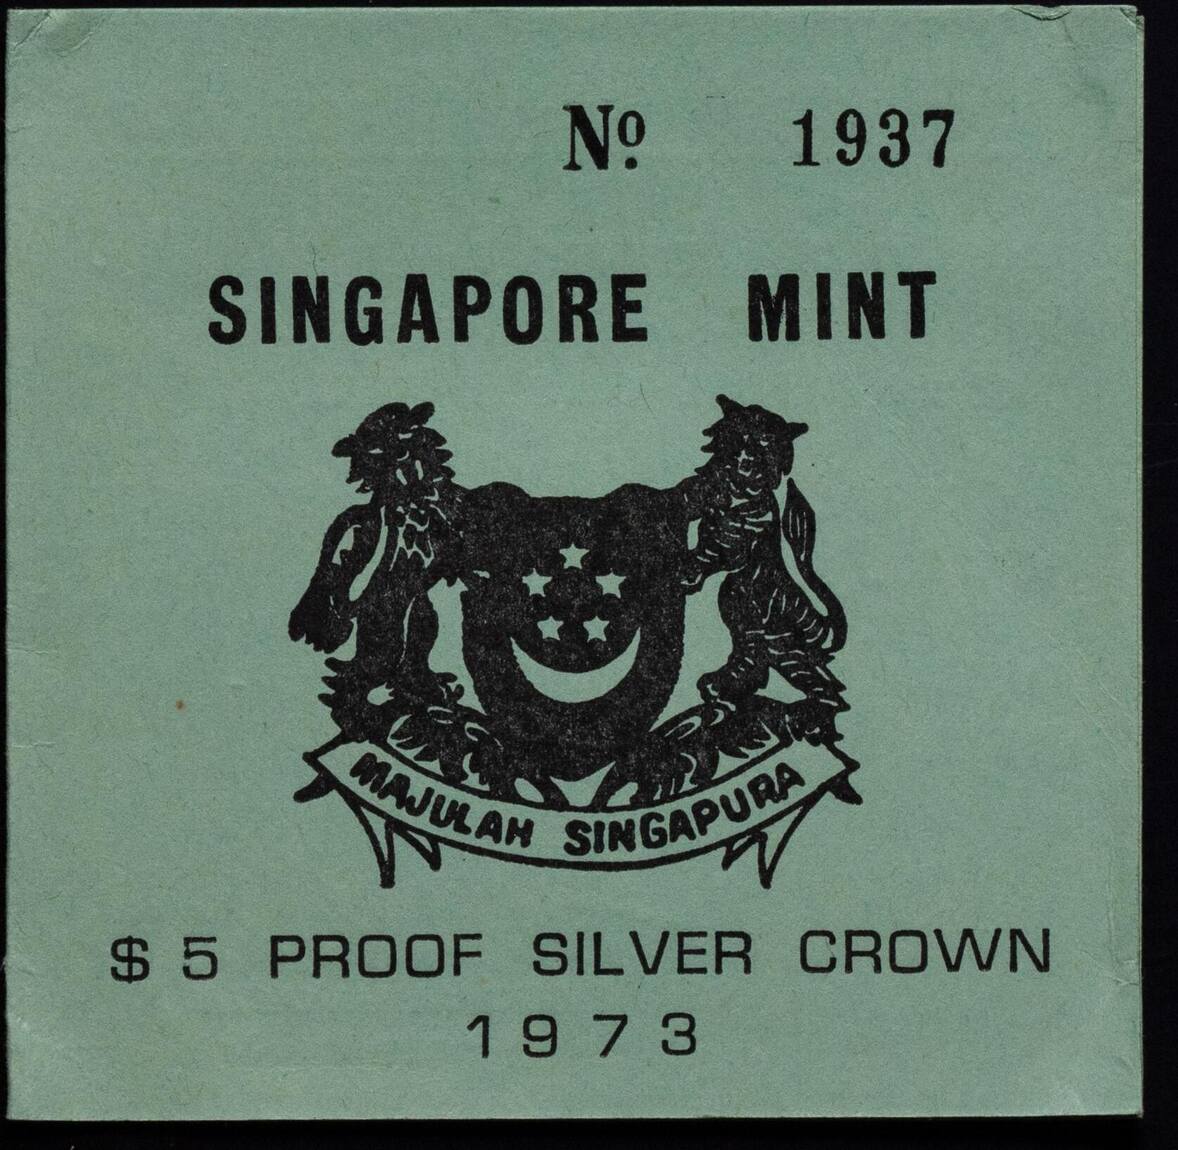 Nº 1937
SINGAPORE MINT
MAJULAH SINGAPURA
$5 PROOF SILVER CROWN
1973